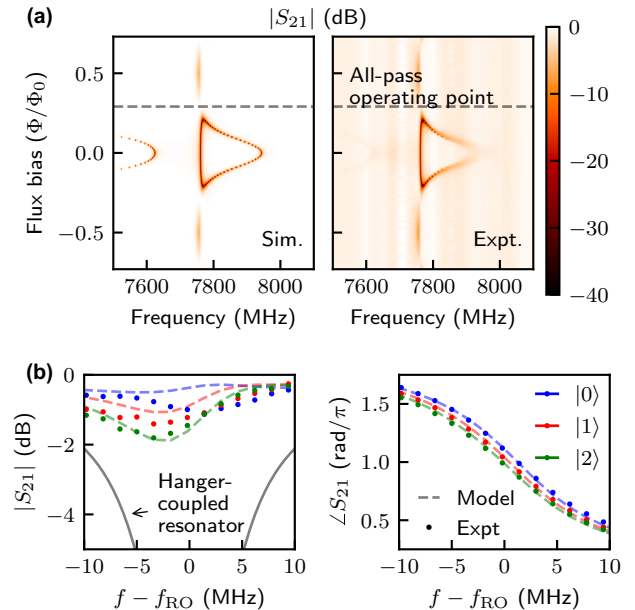 (a)
|S21| (dB)
Flux bias (Φ/Φ0)
0.5
0.0
−0.5
Sim.
7600
7800
8000
Frequency (MHz)
All-pass
operating point
Expt.
7600
7800
8000
Frequency (MHz)
0
−10
−20
−30
−40
(b)
|S21| (dB)
0
−2
−4
Hanger-
coupled
resonator
−10
−5
0
5
10
f − fRO (MHz)
∠S21 (rad/π)
1.5
1.0
0.5
|0⟩
|1⟩
|2⟩
Model
Expt
−10
−5
0
5
10
f − fRO (MHz)